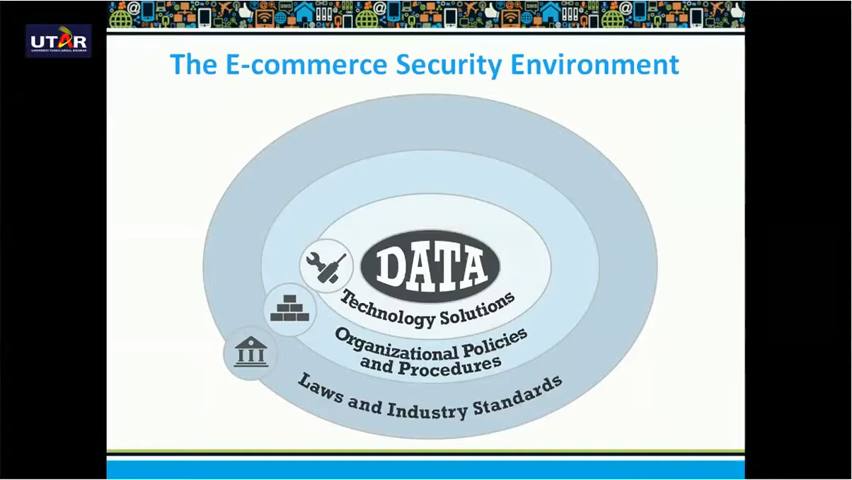 UTAR
The E-commerce Security Environment
DATA
Technology Solutions
Organizational Policies
and Procedures
Laws and Industry Standards